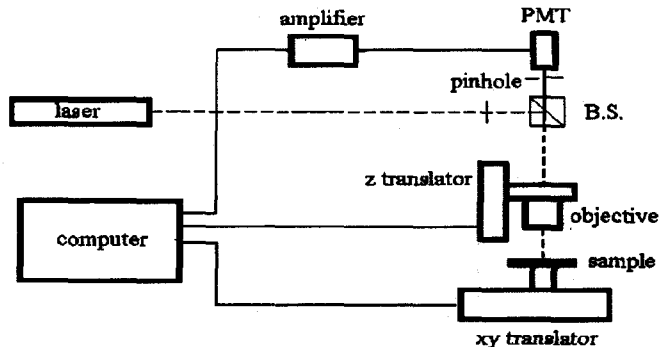 amplifier
PMT
pinhole
laser
B.S.
z translator
objective
computer
sample
xy translator